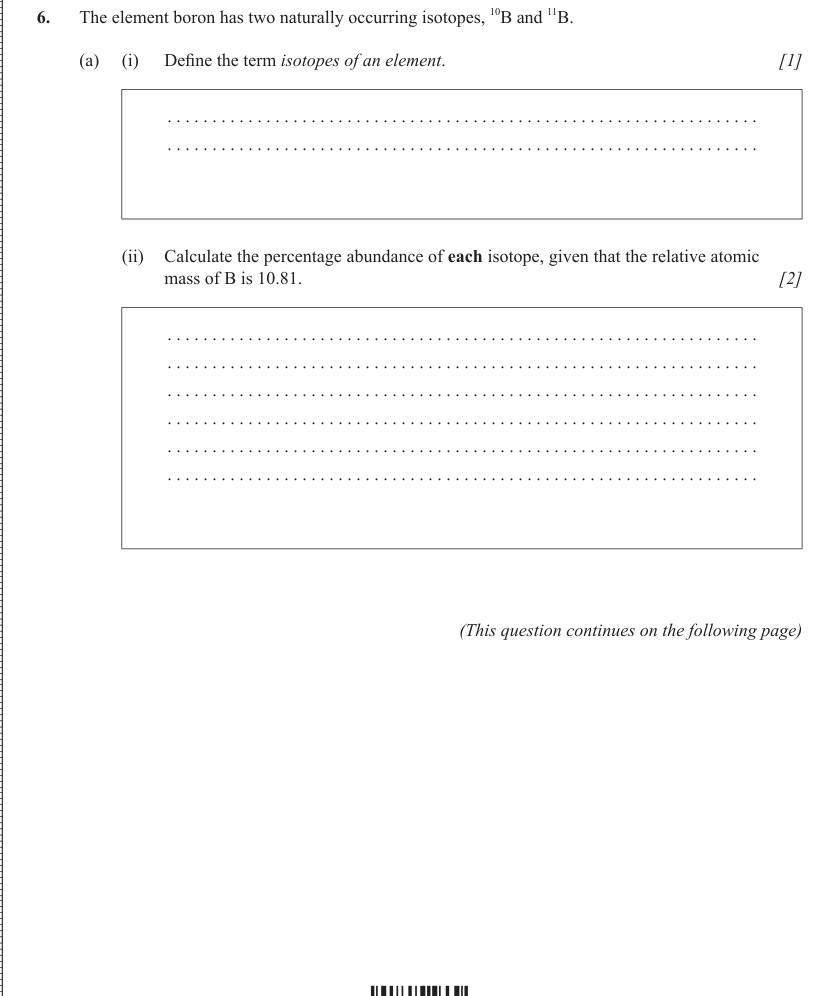 6. The element boron has two naturally occurring isotopes, ¹⁰B and ¹¹B.
(a) (i) Define the term isotopes of an element. [1]
. . . . . . . . . . . . . . . . . . . . . . . . . . . . . . . . . . . . . . . . . . . . . . . . . . . . . . . . . . . . . . . . . .
. . . . . . . . . . . . . . . . . . . . . . . . . . . . . . . . . . . . . . . . . . . . . . . . . . . . . . . . . . . . . . . . . .
(ii) Calculate the percentage abundance of each isotope, given that the relative atomic
mass of B is 10.81. [2]
. . . . . . . . . . . . . . . . . . . . . . . . . . . . . . . . . . . . . . . . . . . . . . . . . . . . . . . . . . . . . . . . . .
. . . . . . . . . . . . . . . . . . . . . . . . . . . . . . . . . . . . . . . . . . . . . . . . . . . . . . . . . . . . . . . . . .
. . . . . . . . . . . . . . . . . . . . . . . . . . . . . . . . . . . . . . . . . . . . . . . . . . . . . . . . . . . . . . . . . .
. . . . . . . . . . . . . . . . . . . . . . . . . . . . . . . . . . . . . . . . . . . . . . . . . . . . . . . . . . . . . . . . . .
. . . . . . . . . . . . . . . . . . . . . . . . . . . . . . . . . . . . . . . . . . . . . . . . . . . . . . . . . . . . . . . . . .
. . . . . . . . . . . . . . . . . . . . . . . . . . . . . . . . . . . . . . . . . . . . . . . . . . . . . . . . . . . . . . . . . .
(This question continues on the following page)